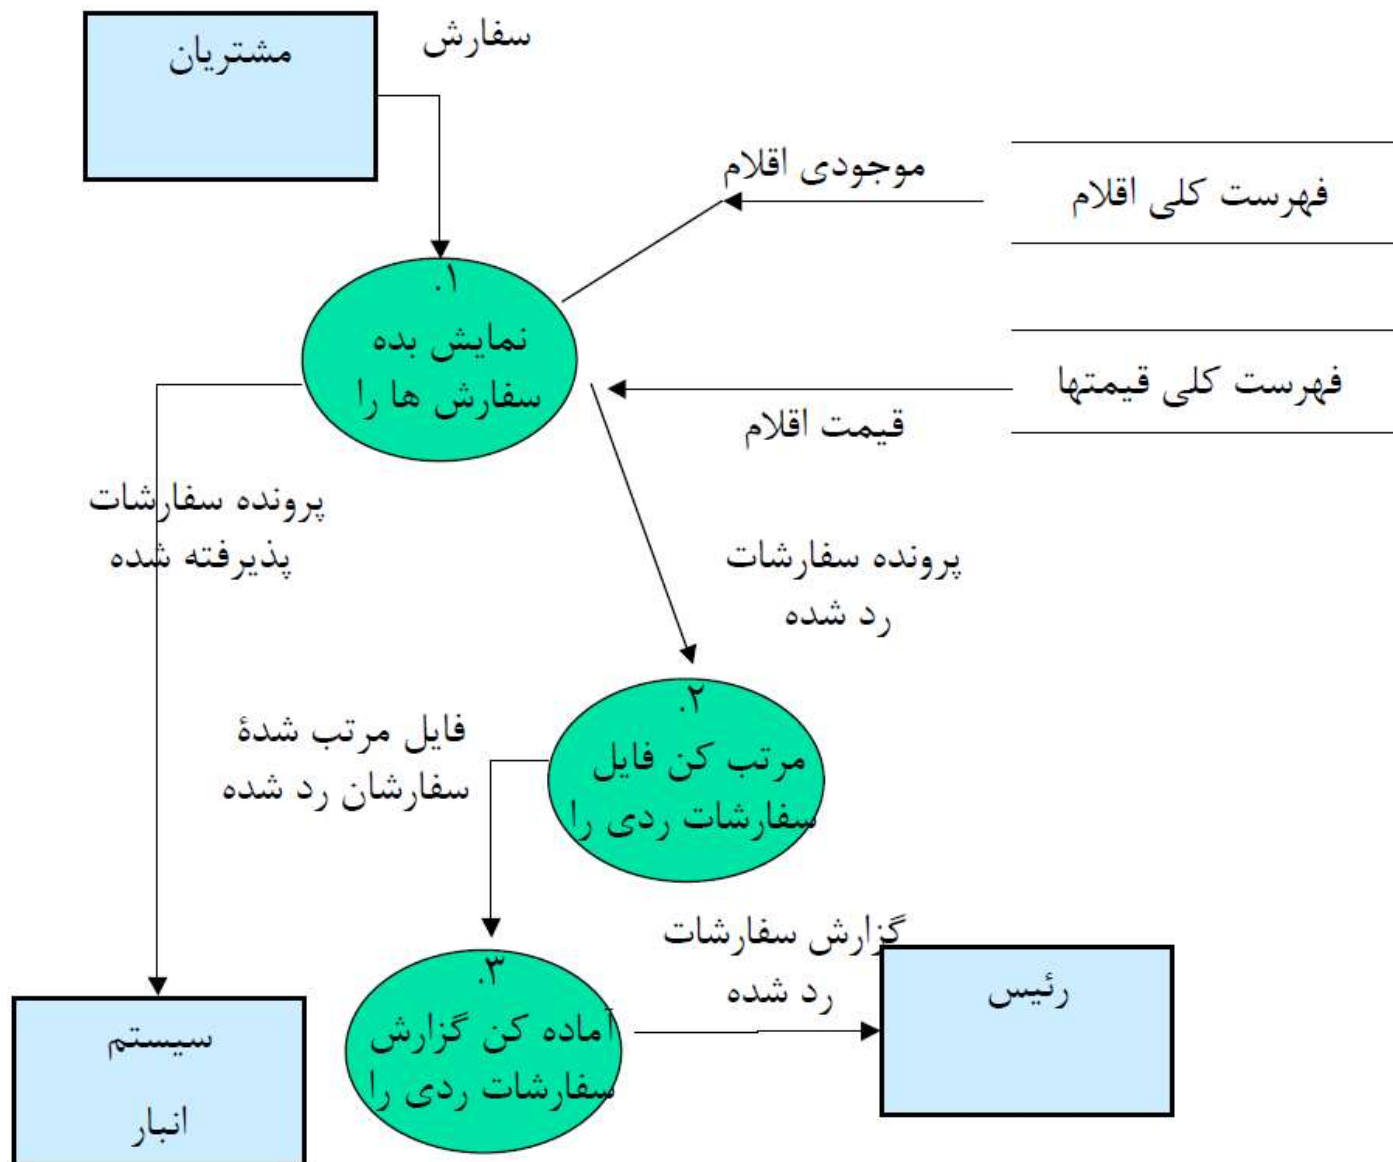 مشتریان
سفارش
موجودی اقلام
فهرست کلی اقلام
۱.
نمایش بده
سفارش ها را
فهرست کلی قیمتها
قیمت اقلام
پرونده سفارشات
پذیرفته شده
پرونده سفارشات
رد شده
۲.
مرتب کن فایل
سفارشات ردی را
فایل مرتب شدۀ
سفارشان رد شده
گزارش سفارشات
رد شده
۳.
آماده کن گزارش
سفارشات ردی را
رئیس
سیستم
انبار